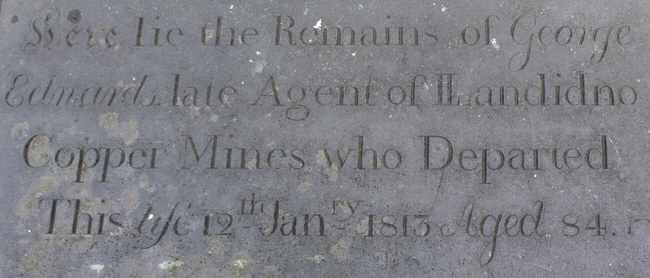 Here lie the Remains of George
Edwards late Agent of LLandidno
Copper Mines who Departed
This life 12th Janry 1813 Aged 84.